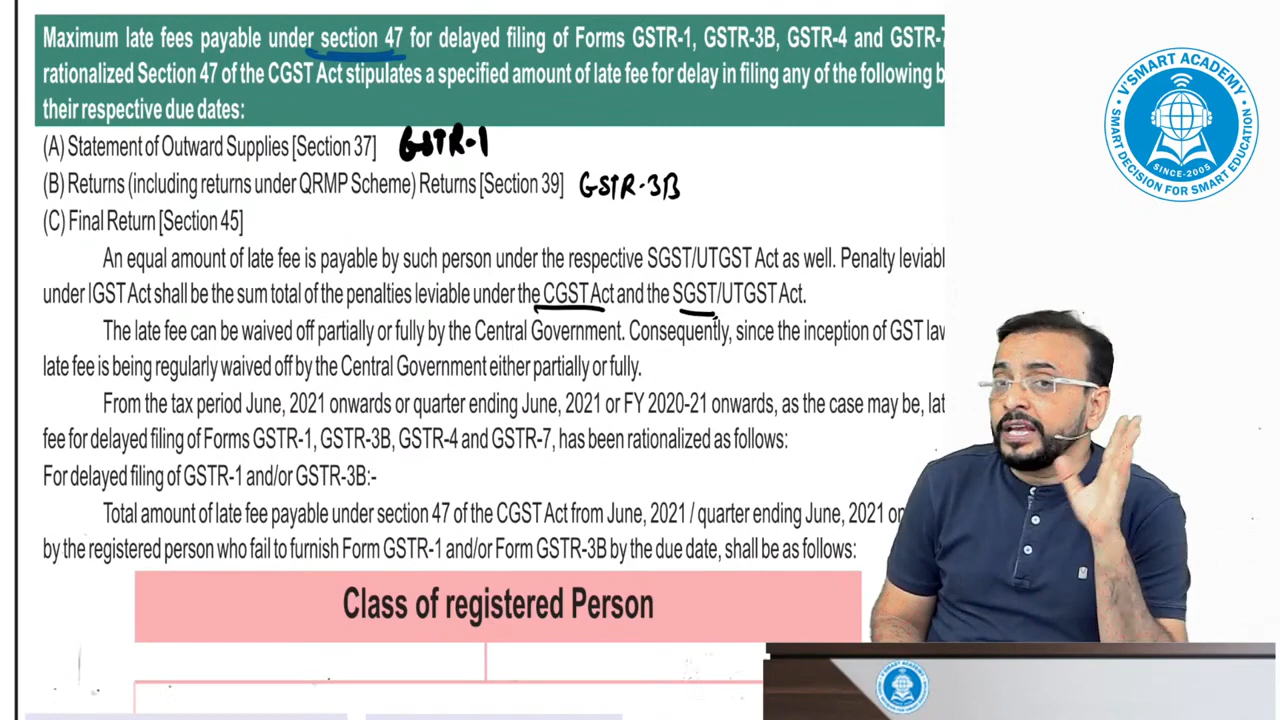 Maximum late fees payable under section 47 for delayed filing of Forms GSTR-1, GSTR-3B, GSTR-4 and GSTR-7
rationalized Section 47 of the CGST Act stipulates a specified amount of late fee for delay in filing any of the following b
their respective due dates:
(A) Statement of Outward Supplies [Section 37] GSTR-1
(B) Returns (including returns under QRMP Scheme) Returns [Section 39] GSTR-3B
(C) Final Return [Section 45]
An equal amount of late fee is payable by such person under the respective SGST/UTGST Act as well. Penalty leviabl
under IGST Act shall be the sum total of the penalties leviable under the CGST Act and the SGST/UTGST Act.
The late fee can be waived off partially or fully by the Central Government. Consequently, since the inception of GST law
late fee is being regularly waived off by the Central Government either partially or fully.
From the tax period June, 2021 onwards or quarter ending June, 2021 or FY 2020-21 onwards, as the case may be, lat
fee for delayed filing of Forms GSTR-1, GSTR-3B, GSTR-4 and GSTR-7, has been rationalized as follows:
For delayed filing of GSTR-1 and/or GSTR-3B:-
Total amount of late fee payable under section 47 of the CGST Act from June, 2021 / quarter ending June, 2021 on
by the registered person who fail to furnish Form GSTR-1 and/or Form GSTR-3B by the due date, shall be as follows:
Class of registered Person
V'SMART ACADEMY
SMART DECISION FOR SMART EDUCATION
SINCE-2005